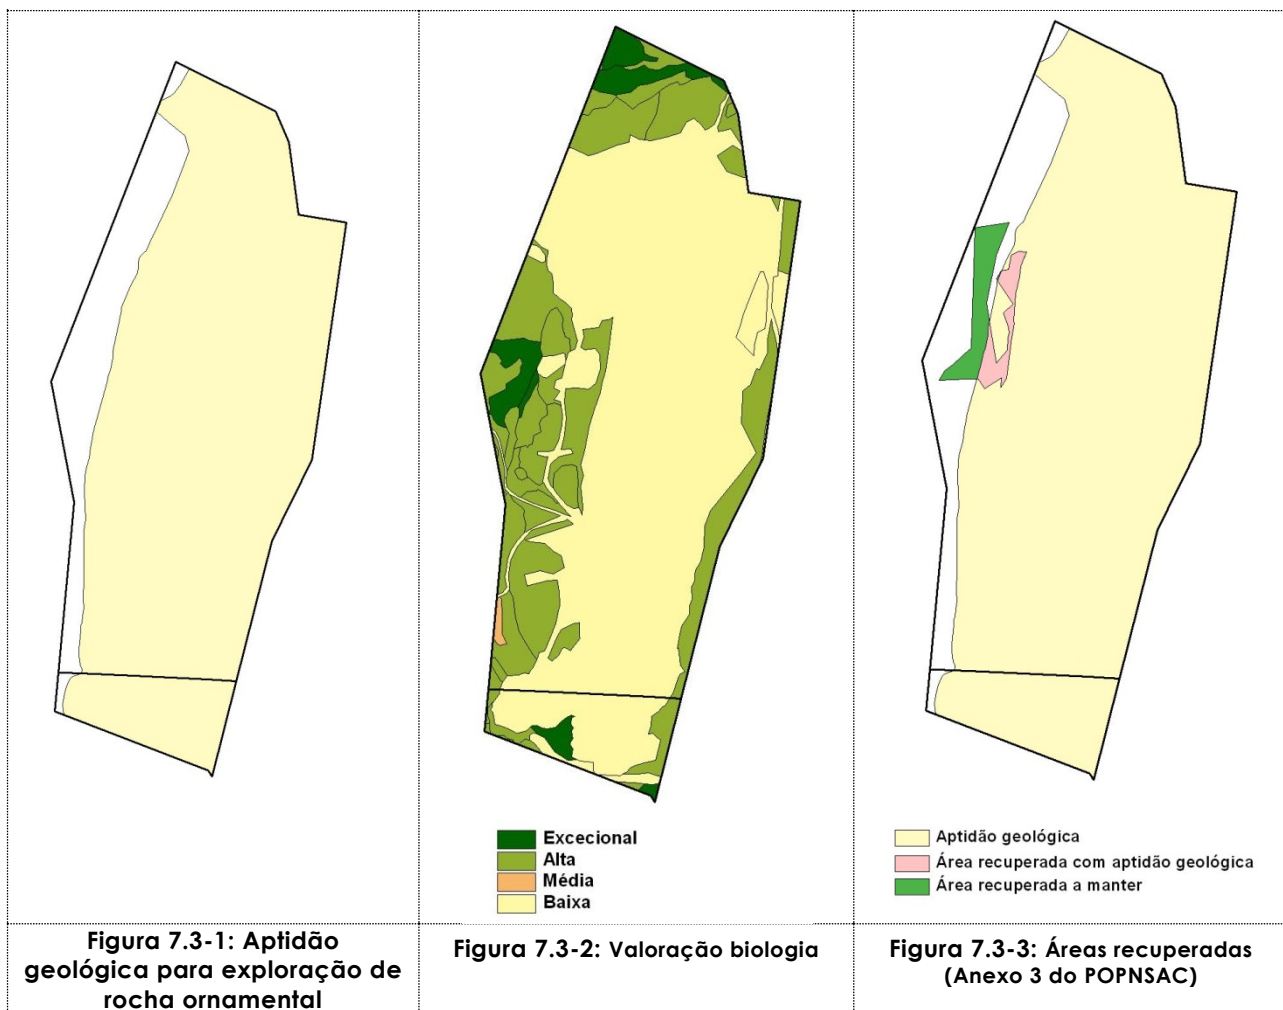 Excecional
Alta
Média
Baixa
Aptidão geológica
Área recuperada com aptidão geológica
Área recuperada a manter
Figura 7.3-1: Aptidão
geológica para exploração de
rocha ornamental
Figura 7.3-2: Valoração biologia
Figura 7.3-3: Áreas recuperadas
(Anexo 3 do POPNSAC)